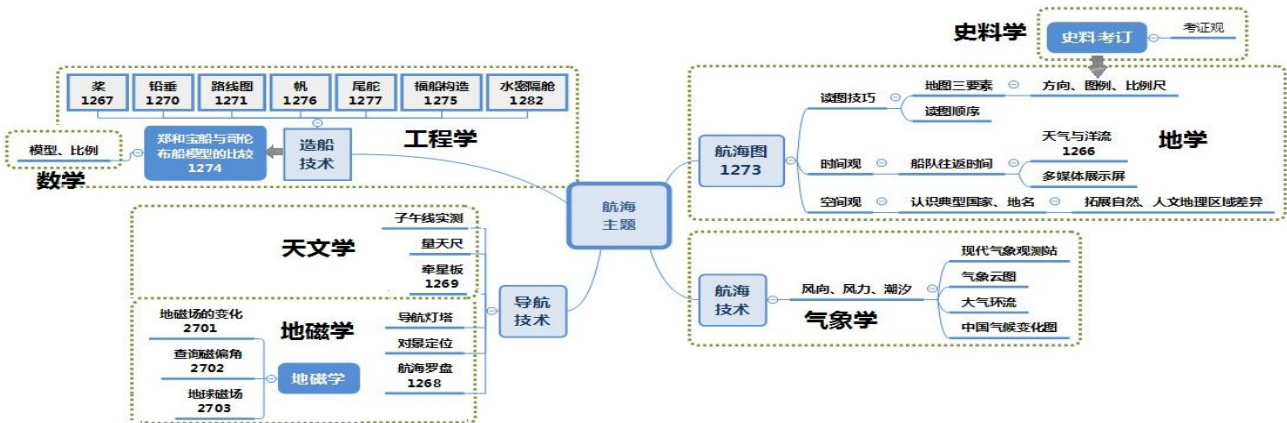 史料学
史料考订
考证观
桨
1267
铅垂
1270
路线图
1271
帆
1276
尾舵
1277
福船构造
1275
水密隔舱
1282
模型、比例
数学
郑和宝船与哥伦
布船模型的比较
1274
造船
技术
工程学
航海
主题
航海图
1273
读图技巧
地图三要素
方向、图例、比例尺
读图顺序
地学
时间观
船队往返时间
天气与洋流
1266
多媒体展示屏
空间观
认识典型国家、地名
拓展自然、人文地理区域差异
天文学
子午线实测
量天尺
牵星板
1269
导航
技术
地磁学
导航灯塔
对景定位
航海罗盘
1268
地磁学
地磁场的变化
2701
查询磁偏角
2702
地球磁场
2703
航海
技术
风向、风力、潮汐
气象学
现代气象观测站
气象云图
大气环流
中国气候变化图